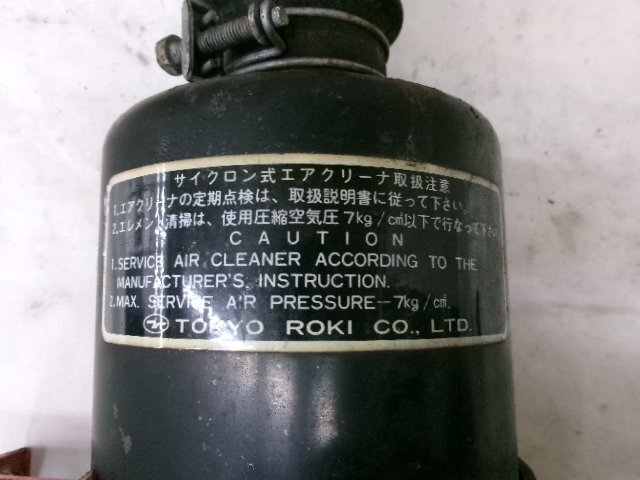 サイクロン式エアクリーナ取扱注意
1.エアクリーナの定期点検は、取扱説明書に従って下さい。
2.エレメント清掃は、使用圧縮空気圧7kg/cm以下で行なって下さい
CAUTION
1.SERVICE AIR CLEANER ACCORDING TO THE
MANUFACTURER'S INSTRUCTION.
2.MAX. SERVICE AIR PRESSURE—7kg/cm.
TOKYO ROKI CO., LTD.